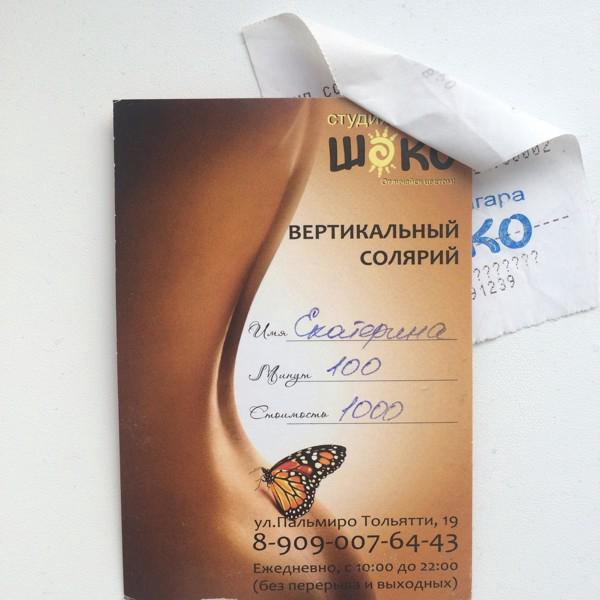 студи
ШОКО
Отличайся цветом!
ВЕРТИКАЛЬНЫЙ
СОЛЯРИЙ
Имя Екатерина
Минут 100
Стоимость 1000
ул.Пальмиро Тольятти, 19
8-909-007-64-43
Ежедневно, с 10:00 до 22:00
(без перерыва и выходных)
гара
КО
???????
91239